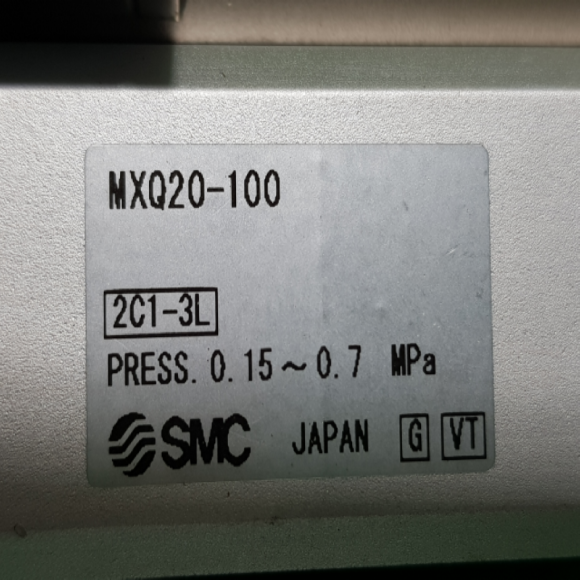 MXQ20-100
2C1-3L
PRESS. 0.15～0.7 MPa
SMC JAPAN G VT